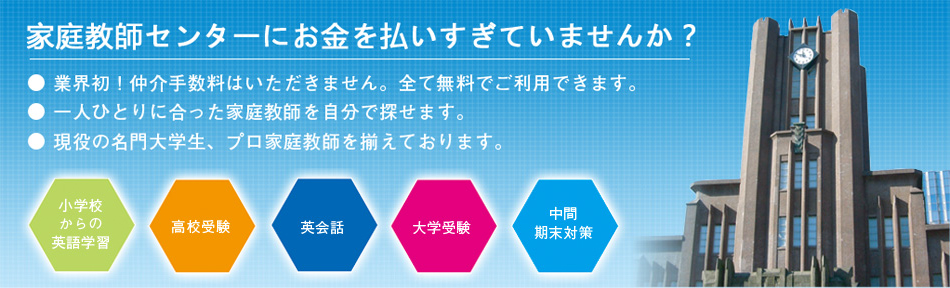 家庭教師センターにお金を払いすぎていませんか？
● 業界初！仲介手数料はいただきません。全て無料でご利用できます。
● 一人ひとりに合った家庭教師を自分で探せます。
● 現役の名門大学生、プロ家庭教師を揃えております。
小学校
からの
英語学習
高校受験
英会話
大学受験
中間
期末対策